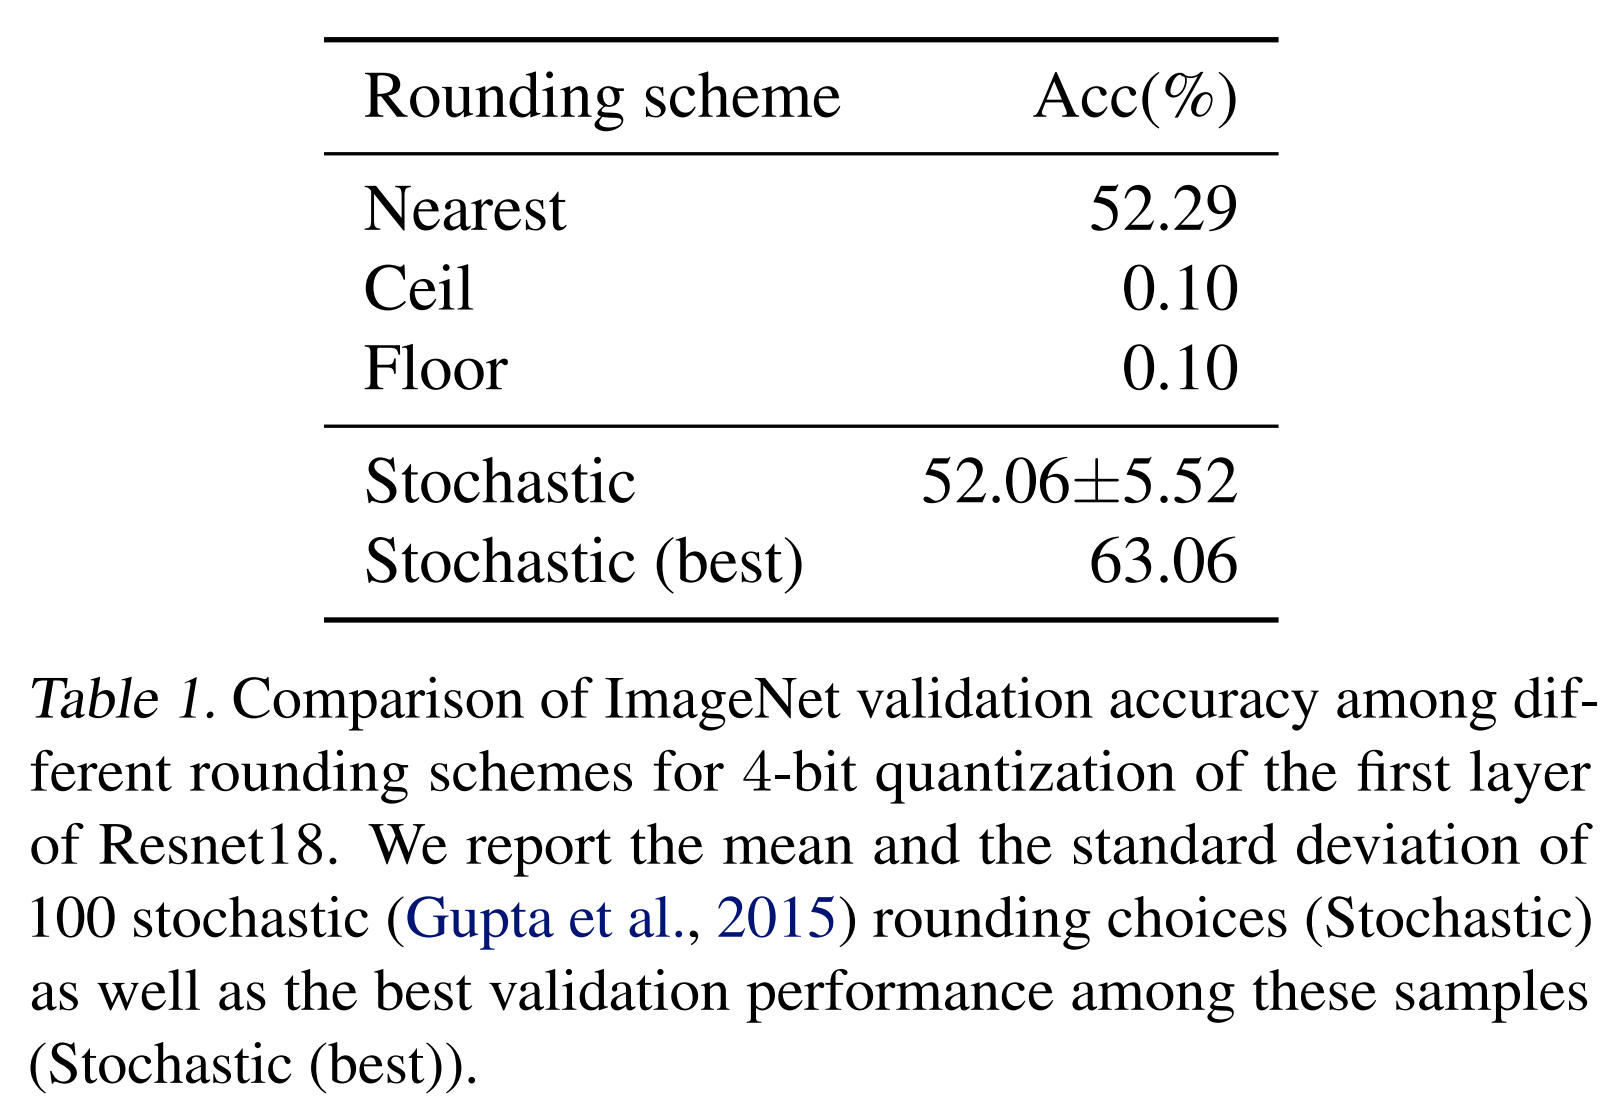 Rounding scheme Acc(%)
Nearest 52.29
Ceil 0.10
Floor 0.10
Stochastic 52.06±5.52
Stochastic (best) 63.06
Table 1. Comparison of ImageNet validation accuracy among dif-
ferent rounding schemes for 4-bit quantization of the first layer
of Resnet18. We report the mean and the standard deviation of
100 stochastic (Gupta et al., 2015) rounding choices (Stochastic)
as well as the best validation performance among these samples
(Stochastic (best)).